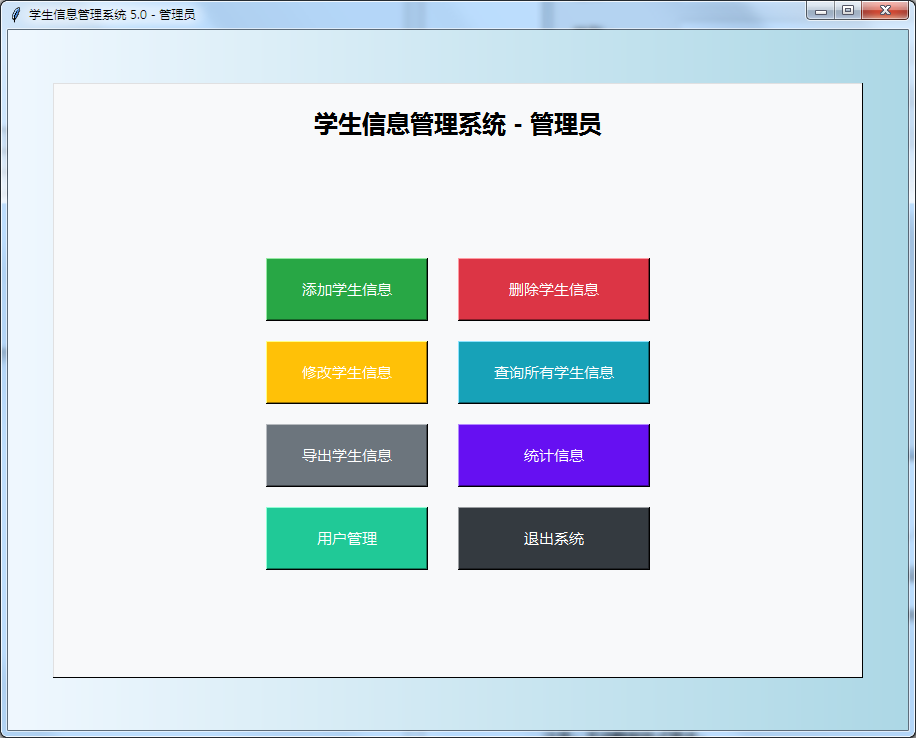 学生信息管理系统 5.0 - 管理员
学生信息管理系统 - 管理员
添加学生信息
删除学生信息
修改学生信息
查询所有学生信息
导出学生信息
统计信息
用户管理
退出系统